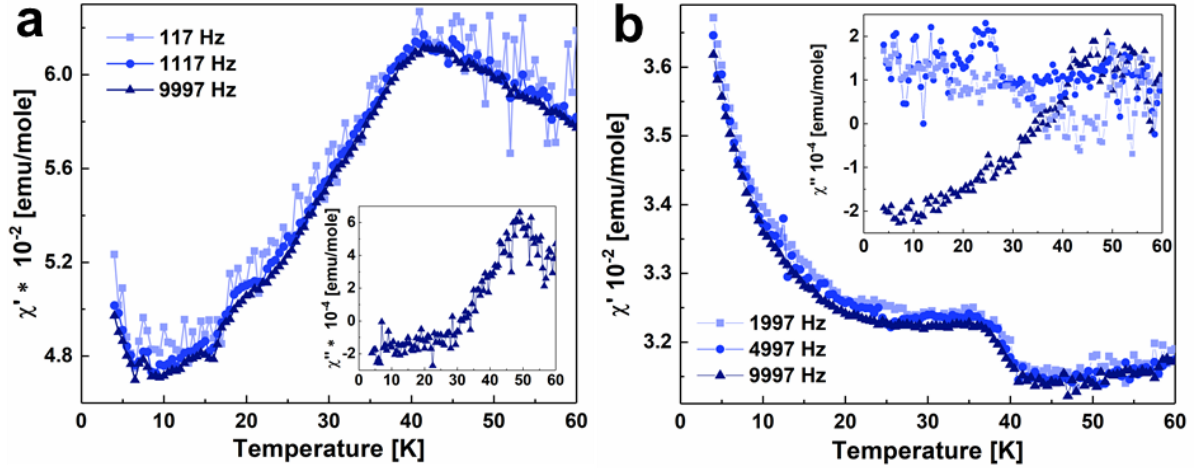 a
117 Hz
1117 Hz
9997 Hz
χ' * 10⁻² [emu/mole]
6.0
5.6
5.2
4.8
0 10 20 30 40 50 60
Temperature [K]
χ'' * 10⁻⁴ [emu/mole]
6
4
2
0
-2
0 10 20 30 40 50 60
b
χ' 10⁻² [emu/mole]
3.6
3.5
3.4
3.3
3.2
1997 Hz
4997 Hz
9997 Hz
0 10 20 30 40 50 60
Temperature [K]
χ'' 10⁻⁴ [emu/mole]
2
1
0
-1
-2
0 10 20 30 40 50 60